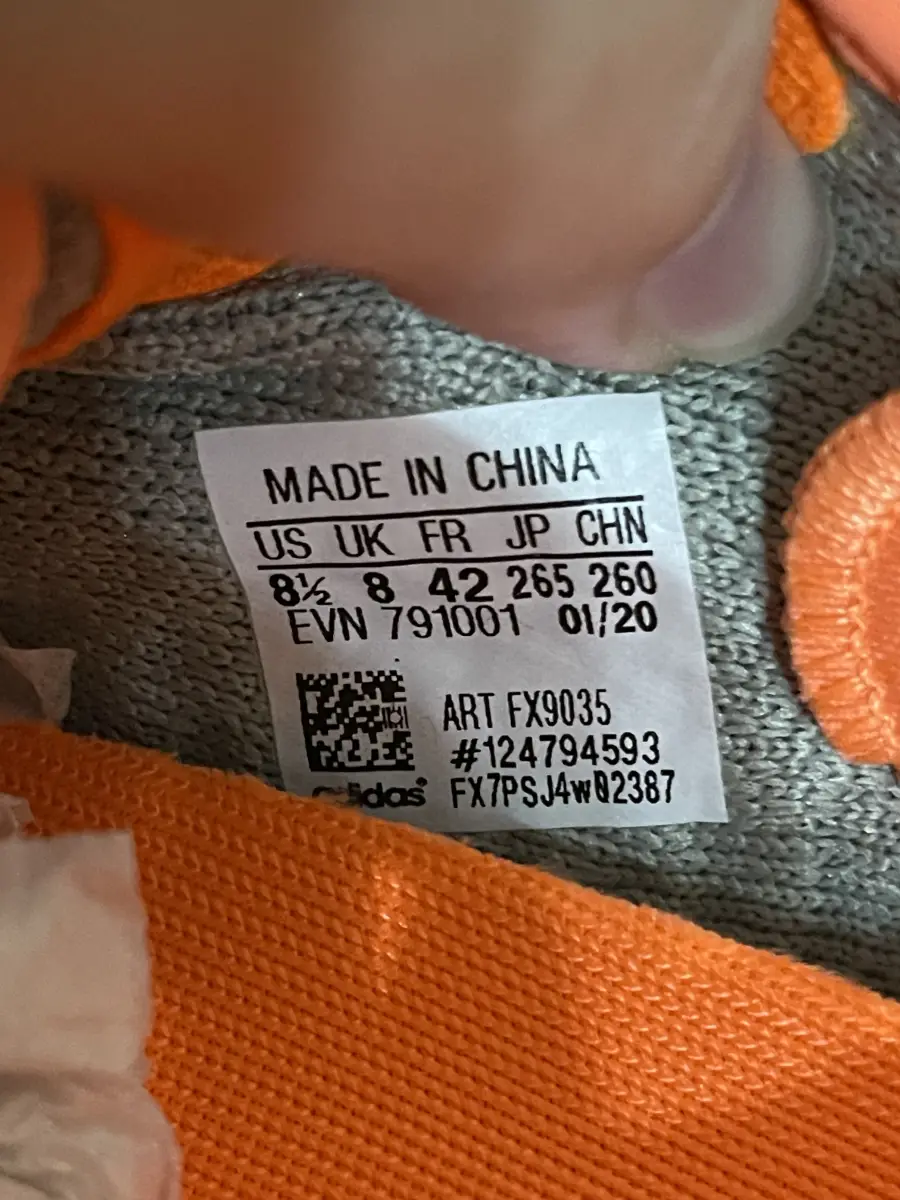 MADE IN CHINA
US UK FR JP CHN
8½ 8 42 265 260
EVN 791001 01/20
ART FX9035
#124794593
adidas FX7PSJ4W02387